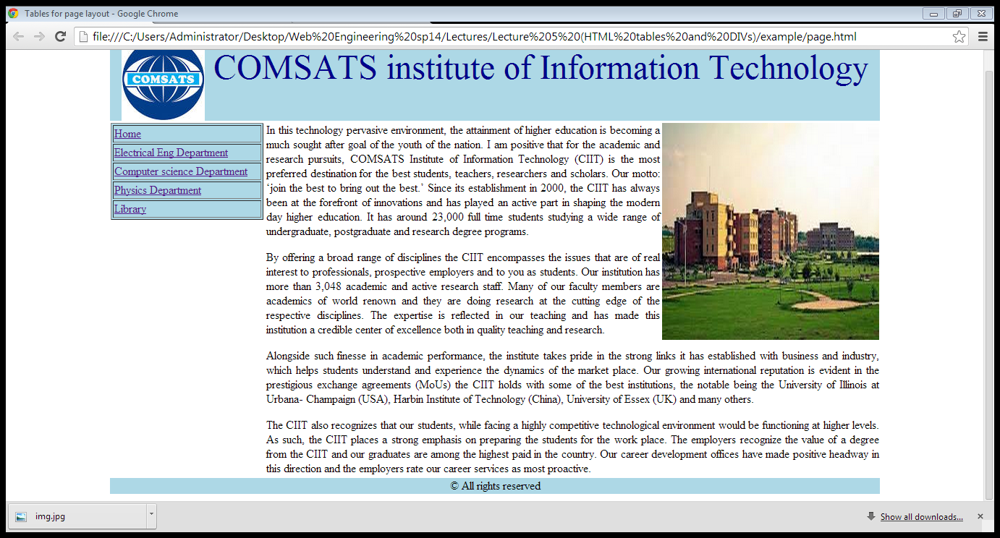 Tables for page layout - Google Chrome
file:///C:/Users/Administrator/Desktop/Web%20Engineering%20sp14/Lectures/Lecture%205%20(HTML%20tables%20and%20DIVs)/example/page.html
COMSATS
COMSATS institute of Information Technology
Home
Electrical Eng Department
Computer science Department
Physics Department
Library
In this technology pervasive environment, the attainment of higher education is becoming a
much sought after goal of the youth of the nation. I am positive that for the academic and
research pursuits, COMSATS Institute of Information Technology (CIIT) is the most
preferred destination for the best students, teachers, researchers and scholars. Our motto:
‘join the best to bring out the best.’ Since its establishment in 2000, the CIIT has always
been at the forefront of innovations and has played an active part in shaping the modern
day higher education. It has around 23,000 full time students studying a wide range of
undergraduate, postgraduate and research degree programs.
By offering a broad range of disciplines the CIIT encompasses the issues that are of real
interest to professionals, prospective employers and to you as students. Our institution has
more than 3,048 academic and active research staff. Many of our faculty members are
academics of world renown and they are doing research at the cutting edge of the
respective disciplines. The expertise is reflected in our teaching and has made this
institution a credible center of excellence both in quality teaching and research.
Alongside such finesse in academic performance, the institute takes pride in the strong links it has established with business and industry,
which helps students understand and experience the dynamics of the market place. Our growing international reputation is evident in the
prestigious exchange agreements (MoUs) the CIIT holds with some of the best institutions, the notable being the University of Illinois at
Urbana- Champaign (USA), Harbin Institute of Technology (China), University of Essex (UK) and many others.
The CIIT also recognizes that our students, while facing a highly competitive technological environment would be functioning at higher levels.
As such, the CIIT places a strong emphasis on preparing the students for the work place. The employers recognize the value of a degree
from the CIIT and our graduates are among the highest paid in the country. Our career development offices have made positive headway in
this direction and the employers rate our career services as most proactive.
© All rights reserved
img.jpg
Show all downloads...